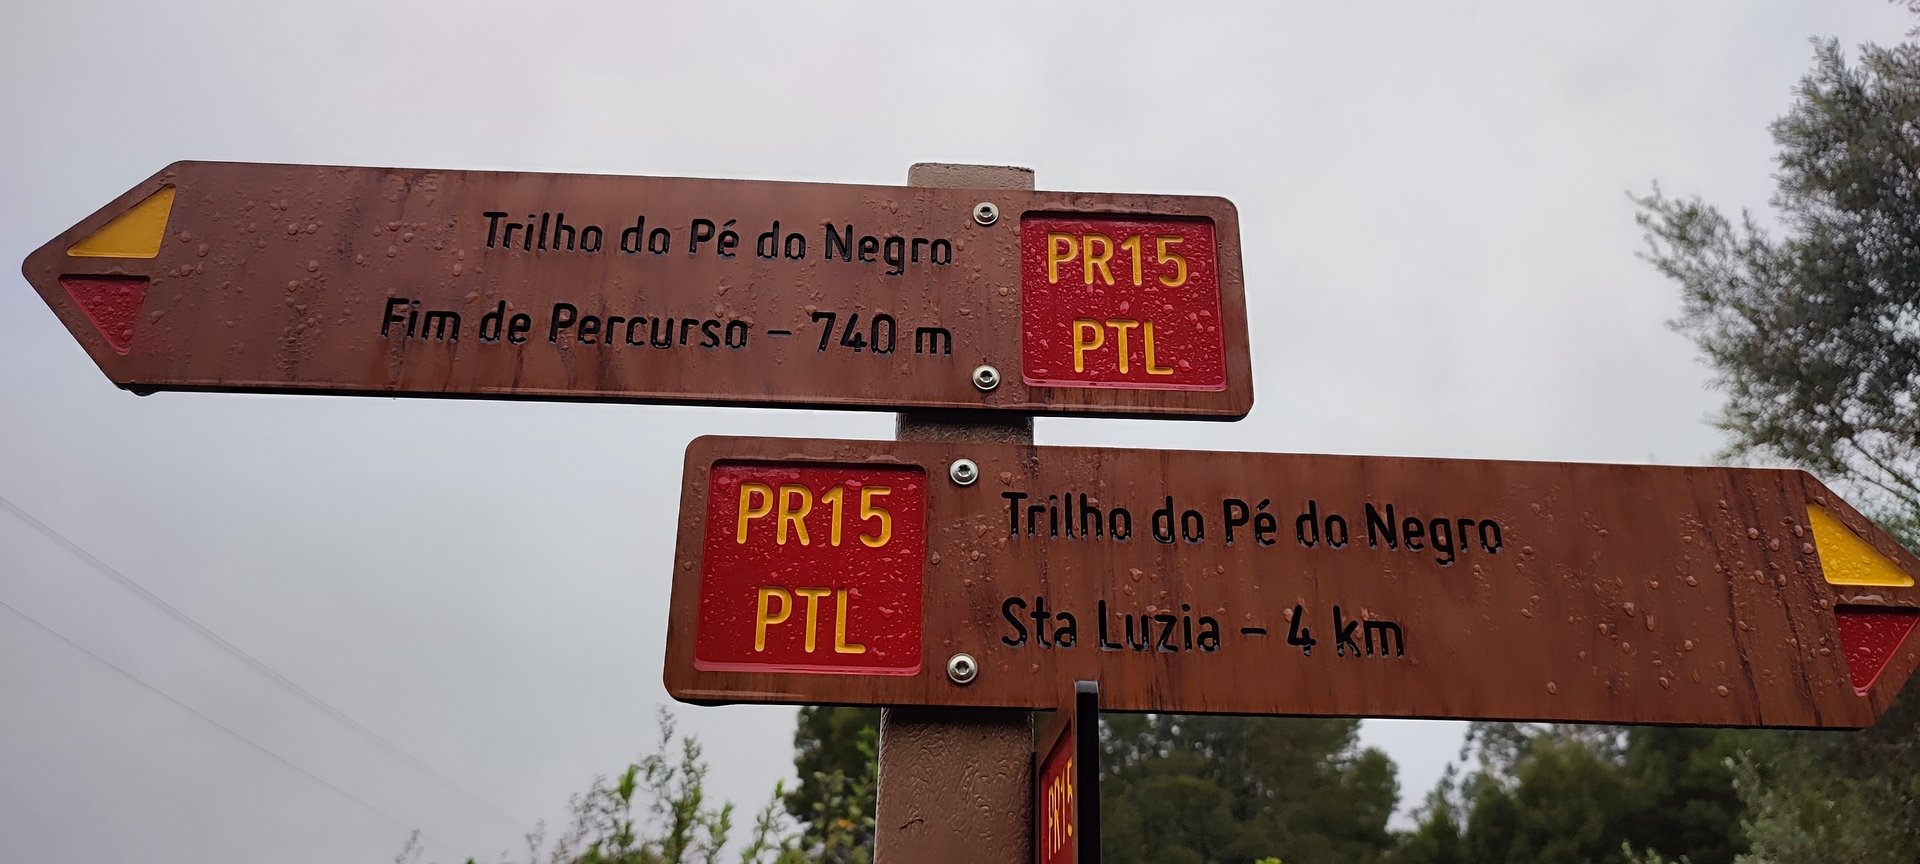 Trilho do Pé do Negro
Fim de Percurso – 740 m
PR15
PTL
PR15
PTL
Trilho do Pé do Negro
Sta Luzia – 4 km
PR15